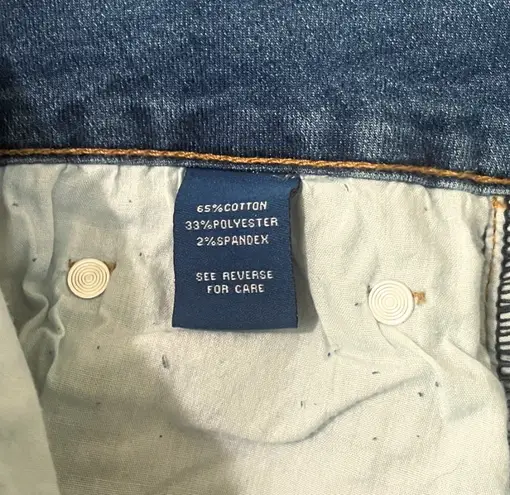 65%COTTON
33%POLYESTER
2%SPANDEX
SEE REVERSE
FOR CARE